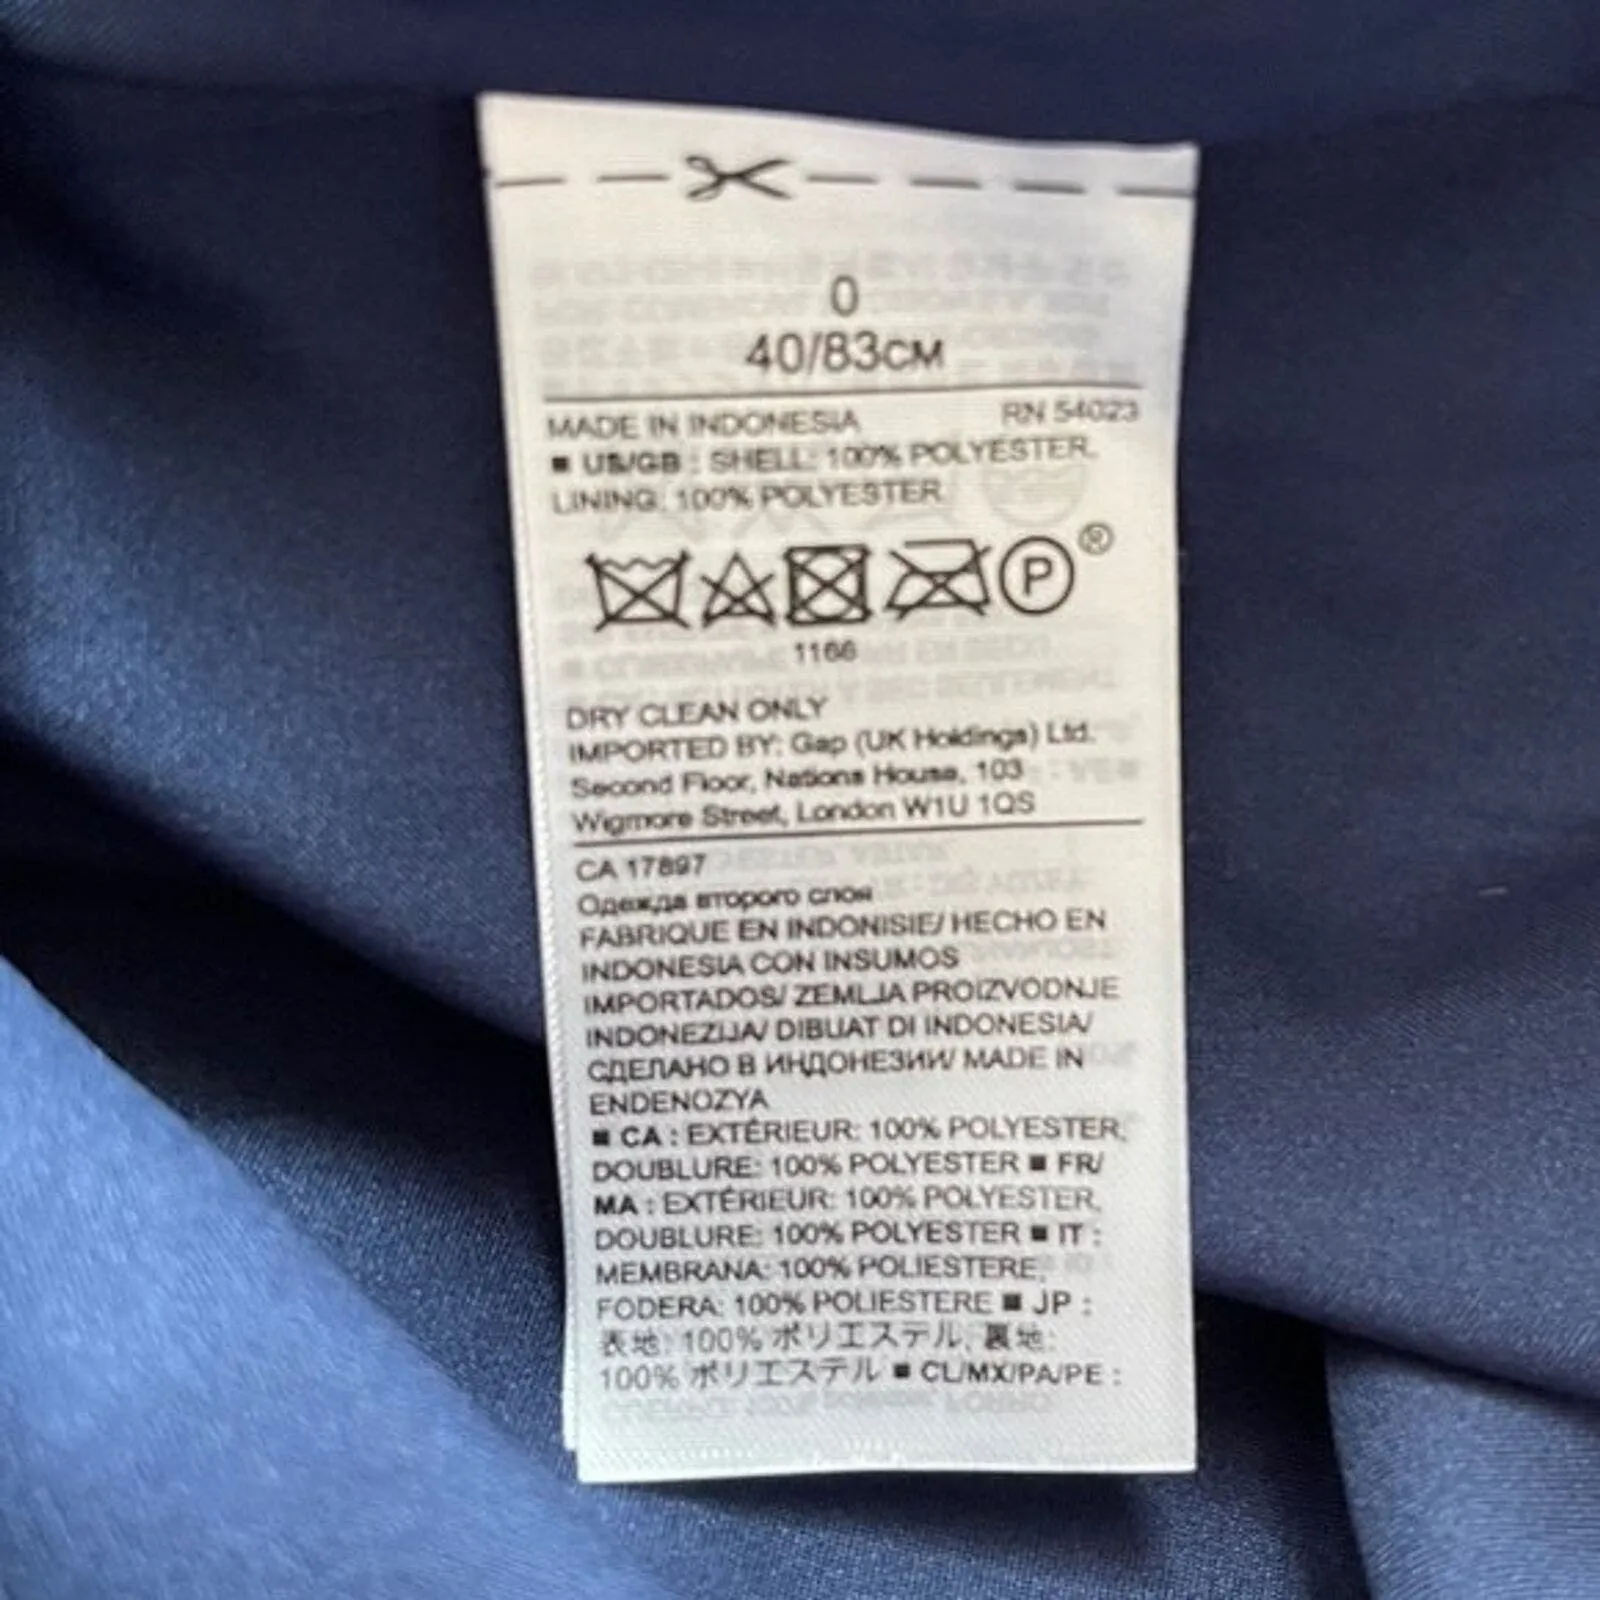 0
40/83CM
MADE IN INDONESIA RN 54023
■ US/GB : SHELL: 100% POLYESTER,
LINING: 100% POLYESTER
P ®
1166
DRY CLEAN ONLY
IMPORTED BY: Gap (UK Holdings) Ltd.
Second Floor, Nations House, 103
Wigmore Street, London W1U 1QS
CA 17897
Одежда второго слоя
FABRIQUE EN INDONISIE/ HECHO EN
INDONESIA CON INSUMOS
IMPORTADOS/ ZEMLJA PROIZVODNJE
INDONEZIJA/ DIBUAT DI INDONESIA/
СДЕЛАНО В ИНДОНЕЗИИ/ MADE IN
ENDENOZYA
■ CA : EXTÉRIEUR: 100% POLYESTER,
DOUBLURE: 100% POLYESTER ■ FR/
MA : EXTÉRIEUR: 100% POLYESTER,
DOUBLURE: 100% POLYESTER ■ IT :
MEMBRANA: 100% POLIESTERE,
FODERA: 100% POLIESTERE ■ JP :
表地: 100% ポリエステル, 裏地:
100% ポリエステル ■ CL/MX/PA/PE :